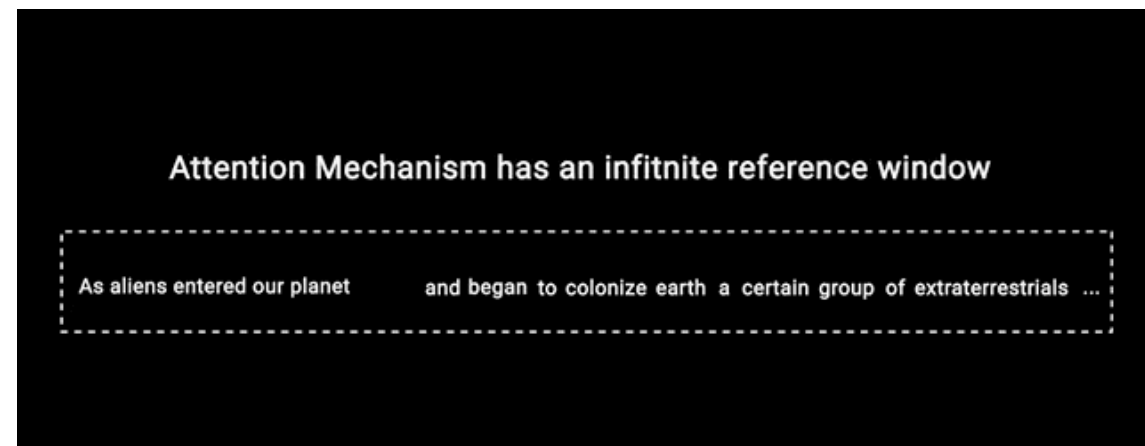 Attention Mechanism has an infitnite reference window
As aliens entered our planet and began to colonize earth a certain group of extraterrestrials ...